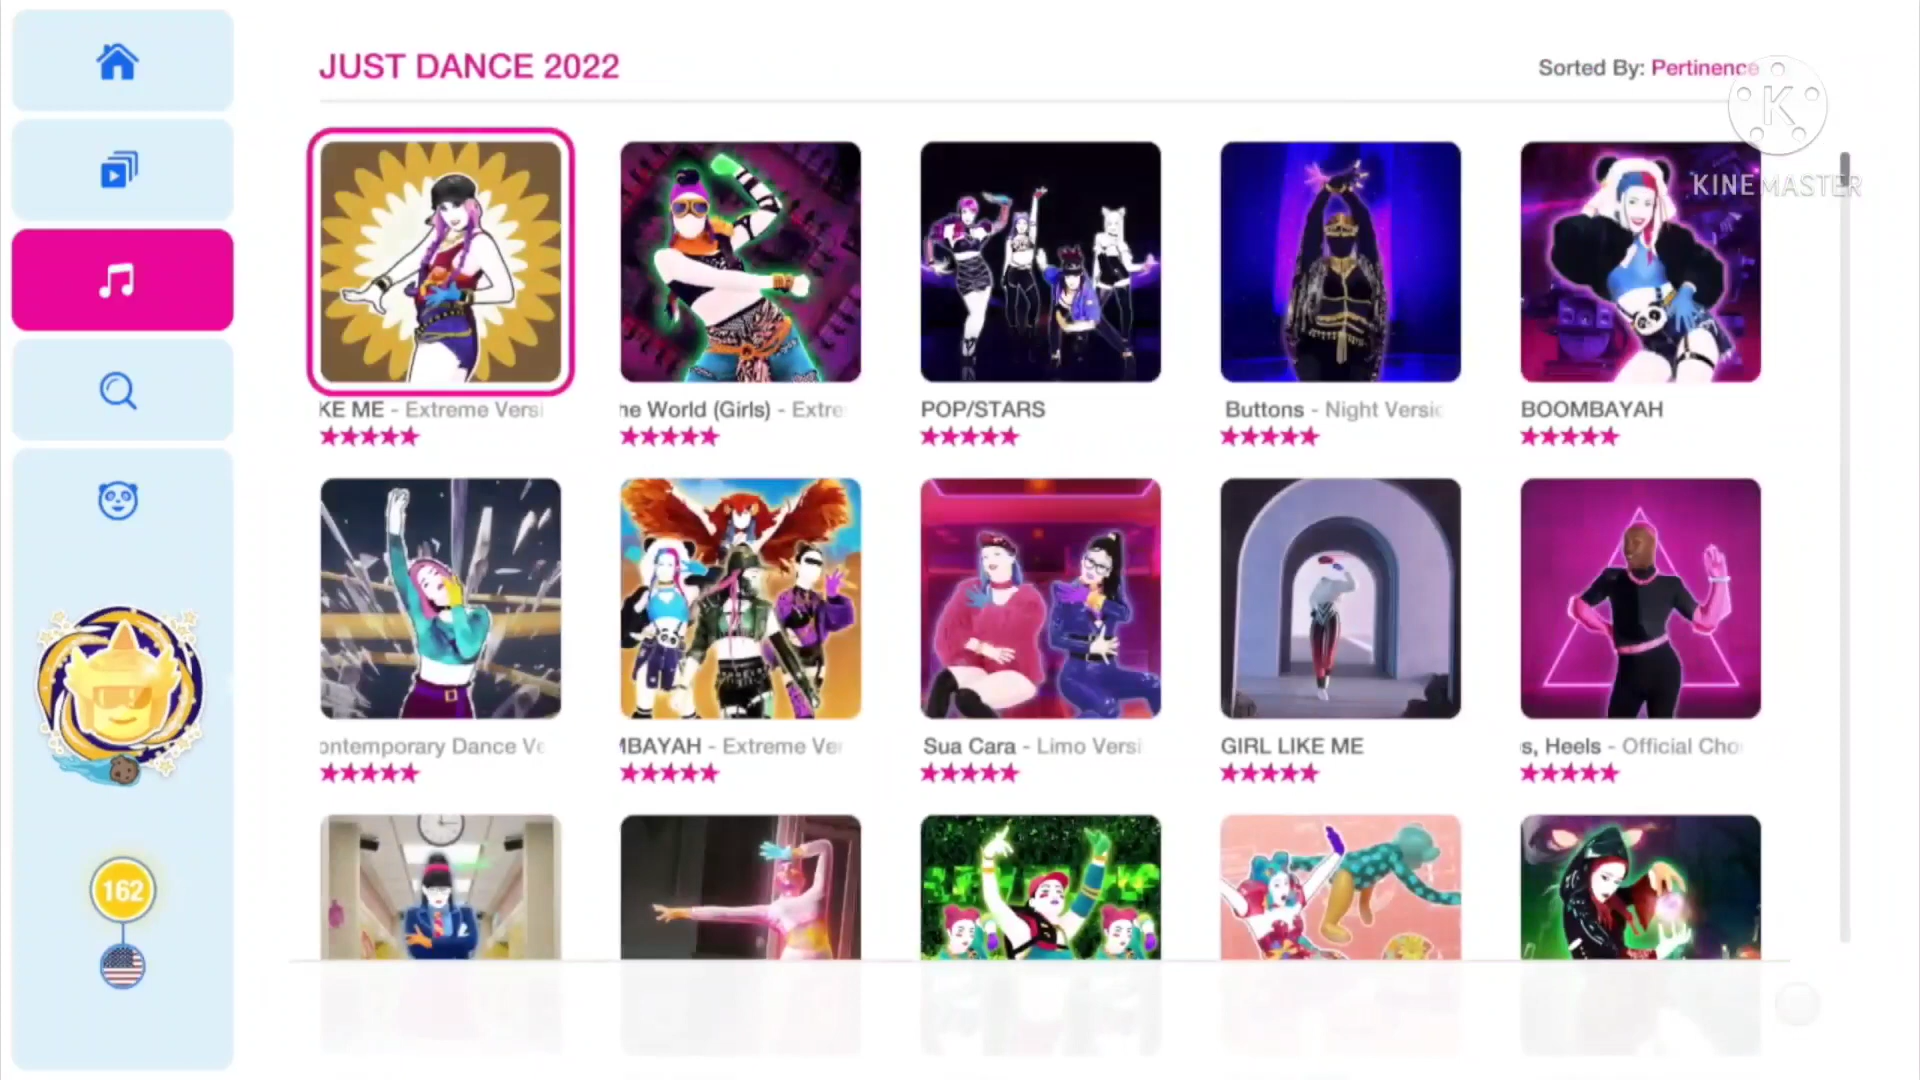 JUST DANCE 2022
Sorted By: Pertinence
K
KINEMASTER
KE ME - Extreme Versi
he World (Girls) - Extre
POP/STARS
Buttons - Night Versic
BOOMBAYAH
ontemporary Dance Ve
MBAYAH - Extreme Ver
Sua Cara - Limo Versi
GIRL LIKE ME
s, Heels - Official Cho
162